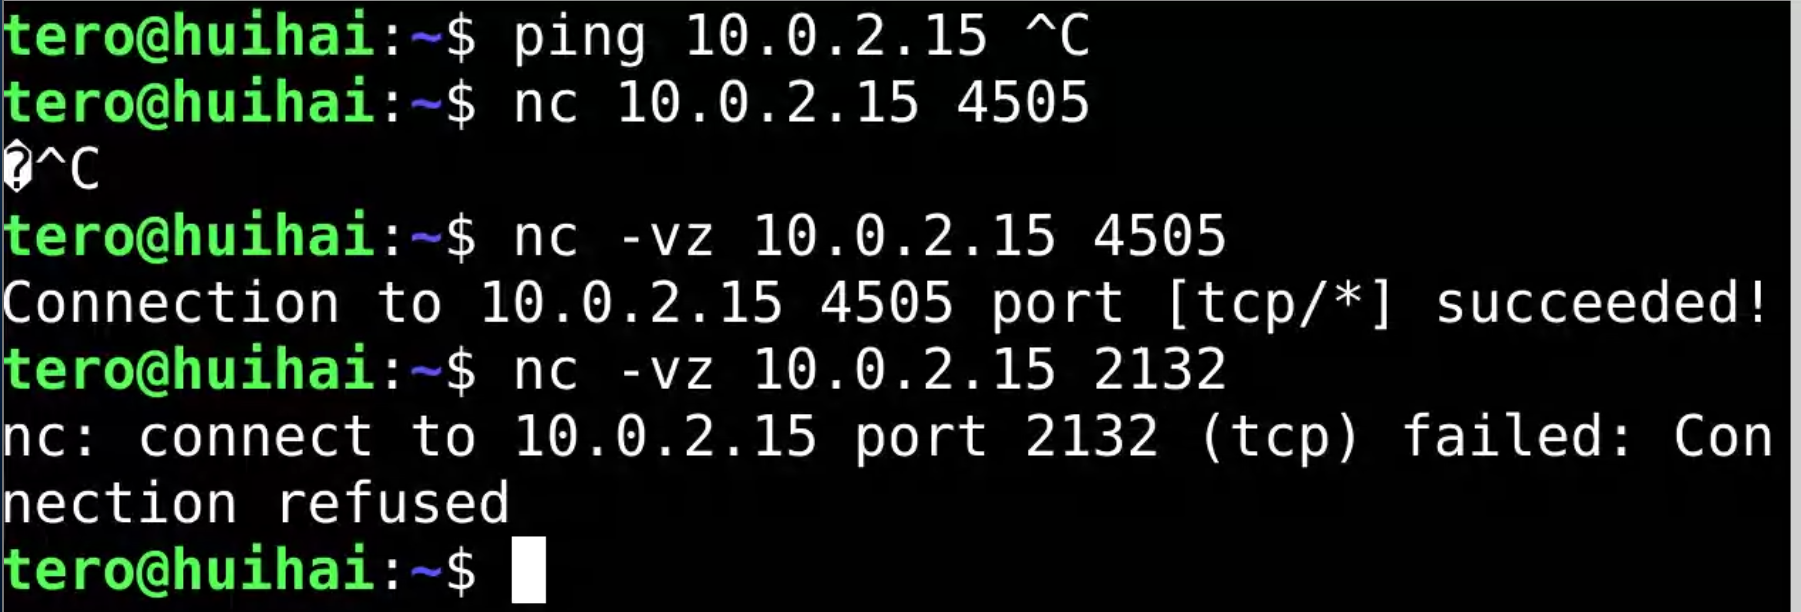 tero@huihai:~$ ping 10.0.2.15 ^C
tero@huihai:~$ nc 10.0.2.15 4505
�^C
tero@huihai:~$ nc -vz 10.0.2.15 4505
Connection to 10.0.2.15 4505 port [tcp/*] succeeded!
tero@huihai:~$ nc -vz 10.0.2.15 2132
nc: connect to 10.0.2.15 port 2132 (tcp) failed: Con
nection refused
tero@huihai:~$